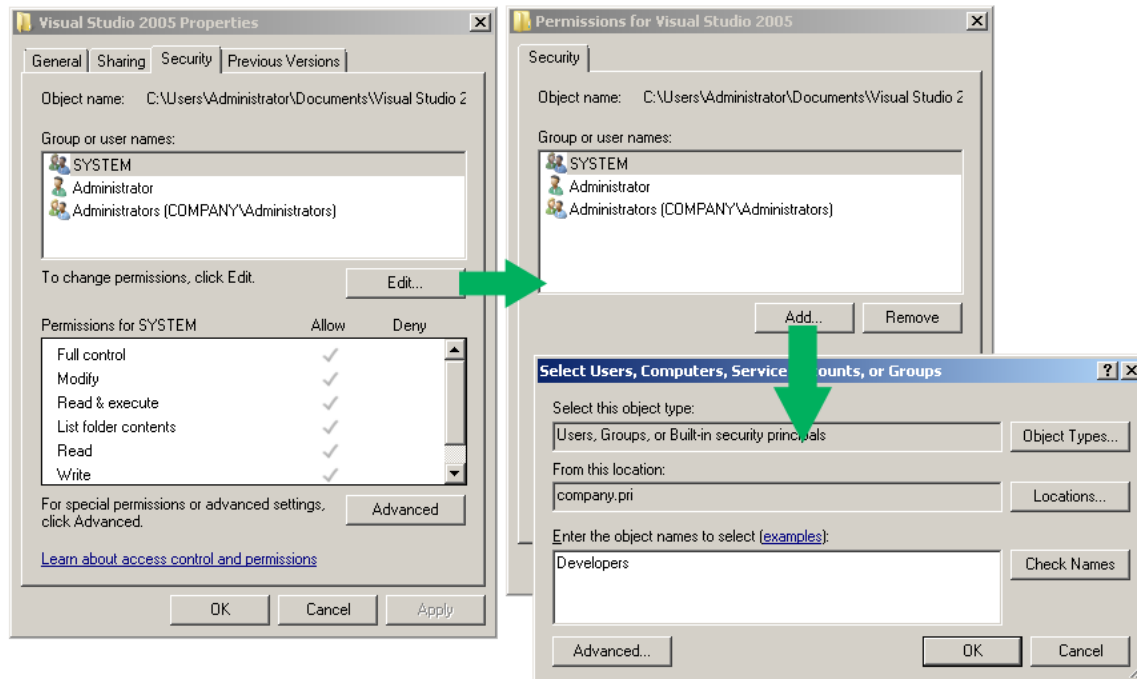 Visual Studio 2005 Properties
General Sharing Security Previous Versions
Object name: C:\Users\Administrator\Documents\Visual Studio 2
Group or user names:
SYSTEM
Administrator
Administrators (COMPANY\Administrators)
To change permissions, click Edit.
Edit...
Permissions for SYSTEM Allow Deny
Full control
Modify
Read & execute
List folder contents
Read
Write
For special permissions or advanced settings,
click Advanced.
Advanced
Learn about access control and permissions
OK Cancel Apply
Permissions for Visual Studio 2005
Security
Object name: C:\Users\Administrator\Documents\Visual Studio 2
Group or user names:
SYSTEM
Administrator
Administrators (COMPANY\Administrators)
Add... Remove
Select Users, Computers, Service ounts, or Groups
Select this object type:
Users, Groups, or Built-in security principals
Object Types...
From this location:
company.pri
Locations...
Enter the object names to select (examples):
Developers
Check Names
Advanced... OK Cancel